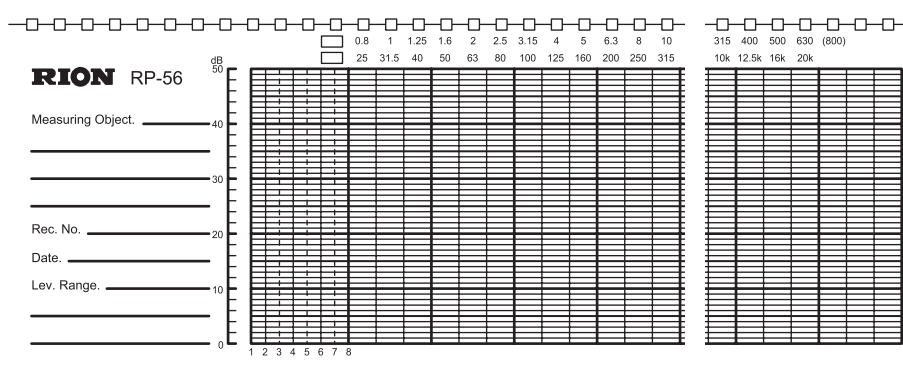 0.8 1 1.25 1.6 2 2.5 3.15 4 5 6.3 8 10 315 400 500 630 (800)
25 31.5 40 50 63 80 100 125 160 200 250 315 10k 12.5k 16k 20k
dB
RION RP-56
50
Measuring Object.
40
30
Rec. No.
20
Date.
Lev. Range.
10
0
1 2 3 4 5 6 7 8